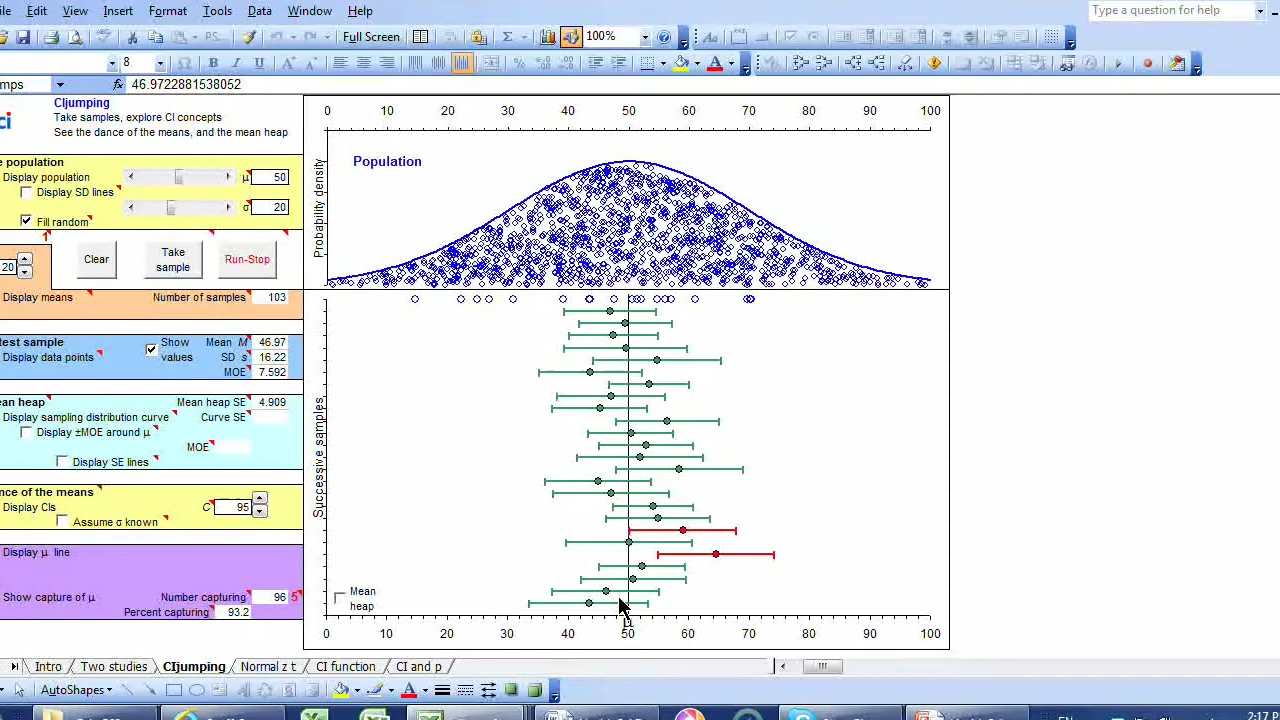 ile Edit View Insert Format Tools Data Window Help Type a question for help
PS... Σ 100% Full Screen
8 B I U A A $ % A
mps fx 46.9722881538052
ci CIjumping
Take samples, explore CI concepts
See the dance of the means, and the mean heap
e population
Display population μ 50
Display SD lines
σ 20
Fill random
20 Clear Take sample Run-Stop
Display means Number of samples 103
test sample Show values Mean M 46.97
Display data points SD s 16.22
MOE 7.592
ean heap Mean heap SE 4.909
Display sampling distribution curve Curve SE
Display ±MOE around μ
MOE
Display SE lines
nce of the means
Display CIs C 95
Assume σ known
Display μ line
Show capture of μ Number capturing 96 5
Percent capturing 93.2
0 10 20 30 40 50 60 70 80 90 100
Population
Probability density
Successive samples
Mean
heap
μ
0 10 20 30 40 50 60 70 80 90 100
Intro Two studies CIjumping Normal z t CI function CI and p
AutoShapes A
EN 2:17 P